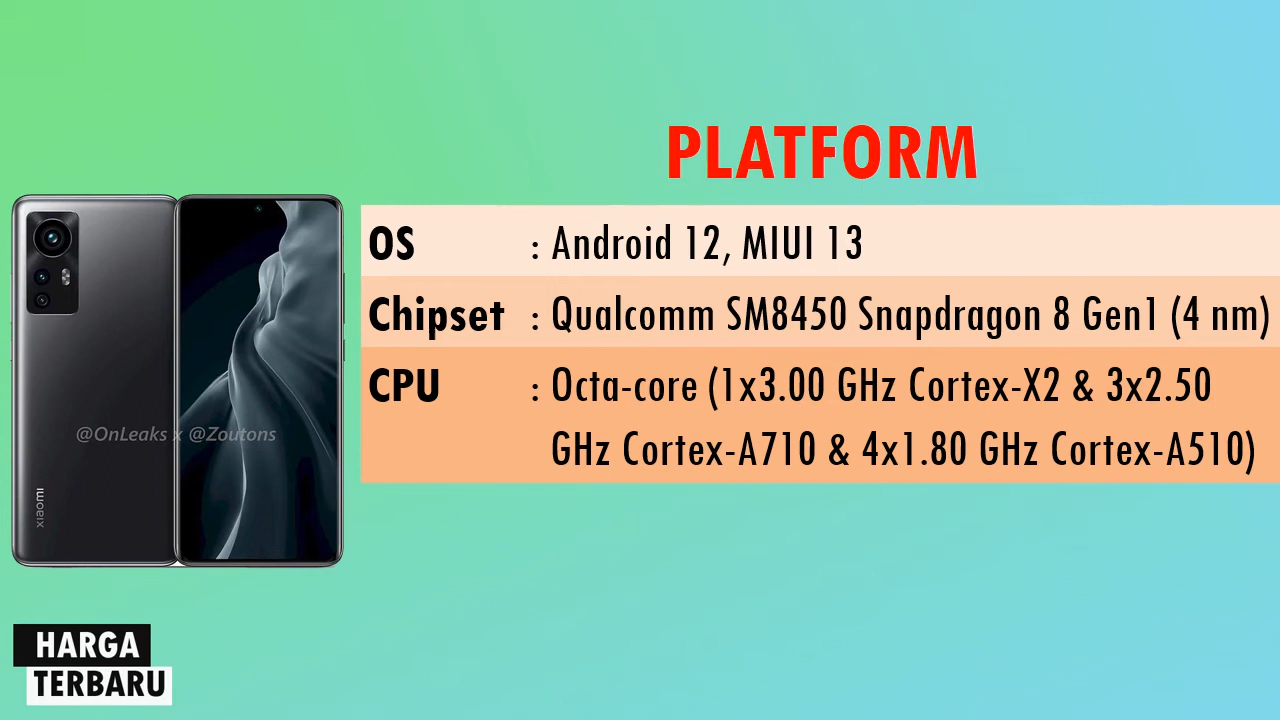 PLATFORM
OS : Android 12, MIUI 13
Chipset : Qualcomm SM8450 Snapdragon 8 Gen1 (4 nm)
CPU : Octa-core (1x3.00 GHz Cortex-X2 & 3x2.50
GHz Cortex-A710 & 4x1.80 GHz Cortex-A510)
@OnLeaks x @Zoutons
xiaomi
HARGA
TERBARU